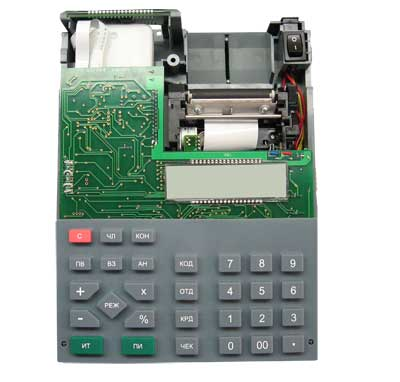 С ЧЛ КОН
ПВ ВЗ АН КОД 7 8 9
+ x ОТД 4 5 6
РЕЖ
- % КРД 1 2 3
ИТ ПИ ЧЕК 0 00 .